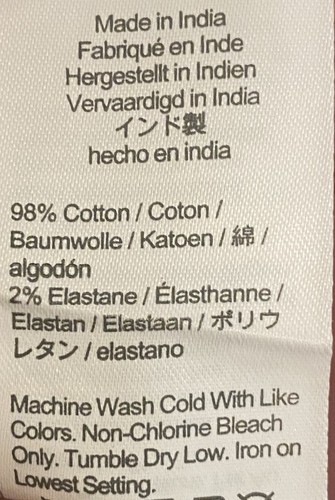 Made in India
Fabriqué en Inde
Hergestellt in Indien
Vervaardigd in India
インド製
hecho en india
98% Cotton / Coton /
Baumwolle / Katoen / 綿 /
algodón
2% Elastane / Élasthanne /
Elastan / Elastaan / ポリウ
レタン / elastano
Machine Wash Cold With Like
Colors. Non-Chlorine Bleach
Only. Tumble Dry Low. Iron on
Lowest Setting.